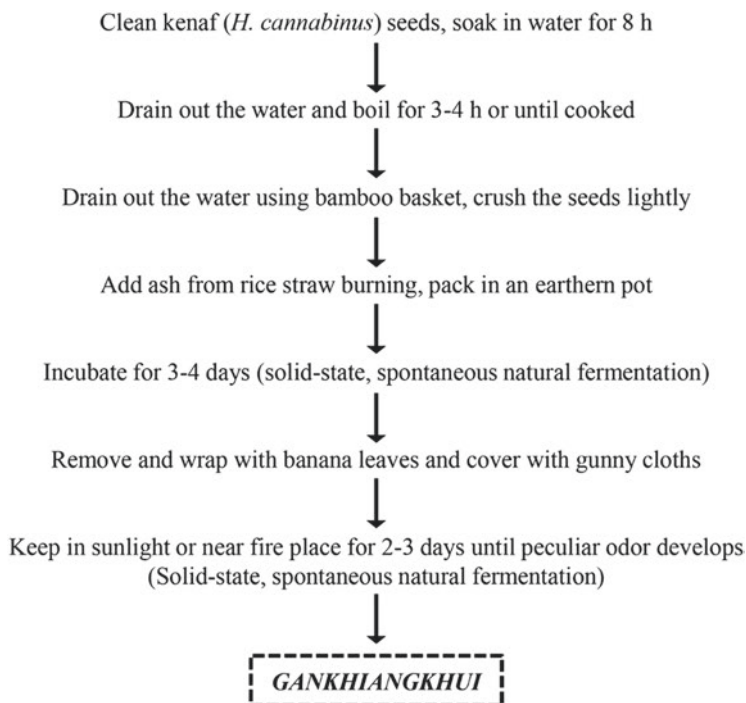 Clean kenaf (H. cannabinus) seeds, soak in water for 8 h
Drain out the water and boil for 3-4 h or until cooked
Drain out the water using bamboo basket, crush the seeds lightly
Add ash from rice straw burning, pack in an earthern pot
Incubate for 3-4 days (solid-state, spontaneous natural fermentation)
Remove and wrap with banana leaves and cover with gunny cloths
Keep in sunlight or near fire place for 2-3 days until peculiar odor develops
(Solid-state, spontaneous natural fermentation)
GANKHIANGKHUI